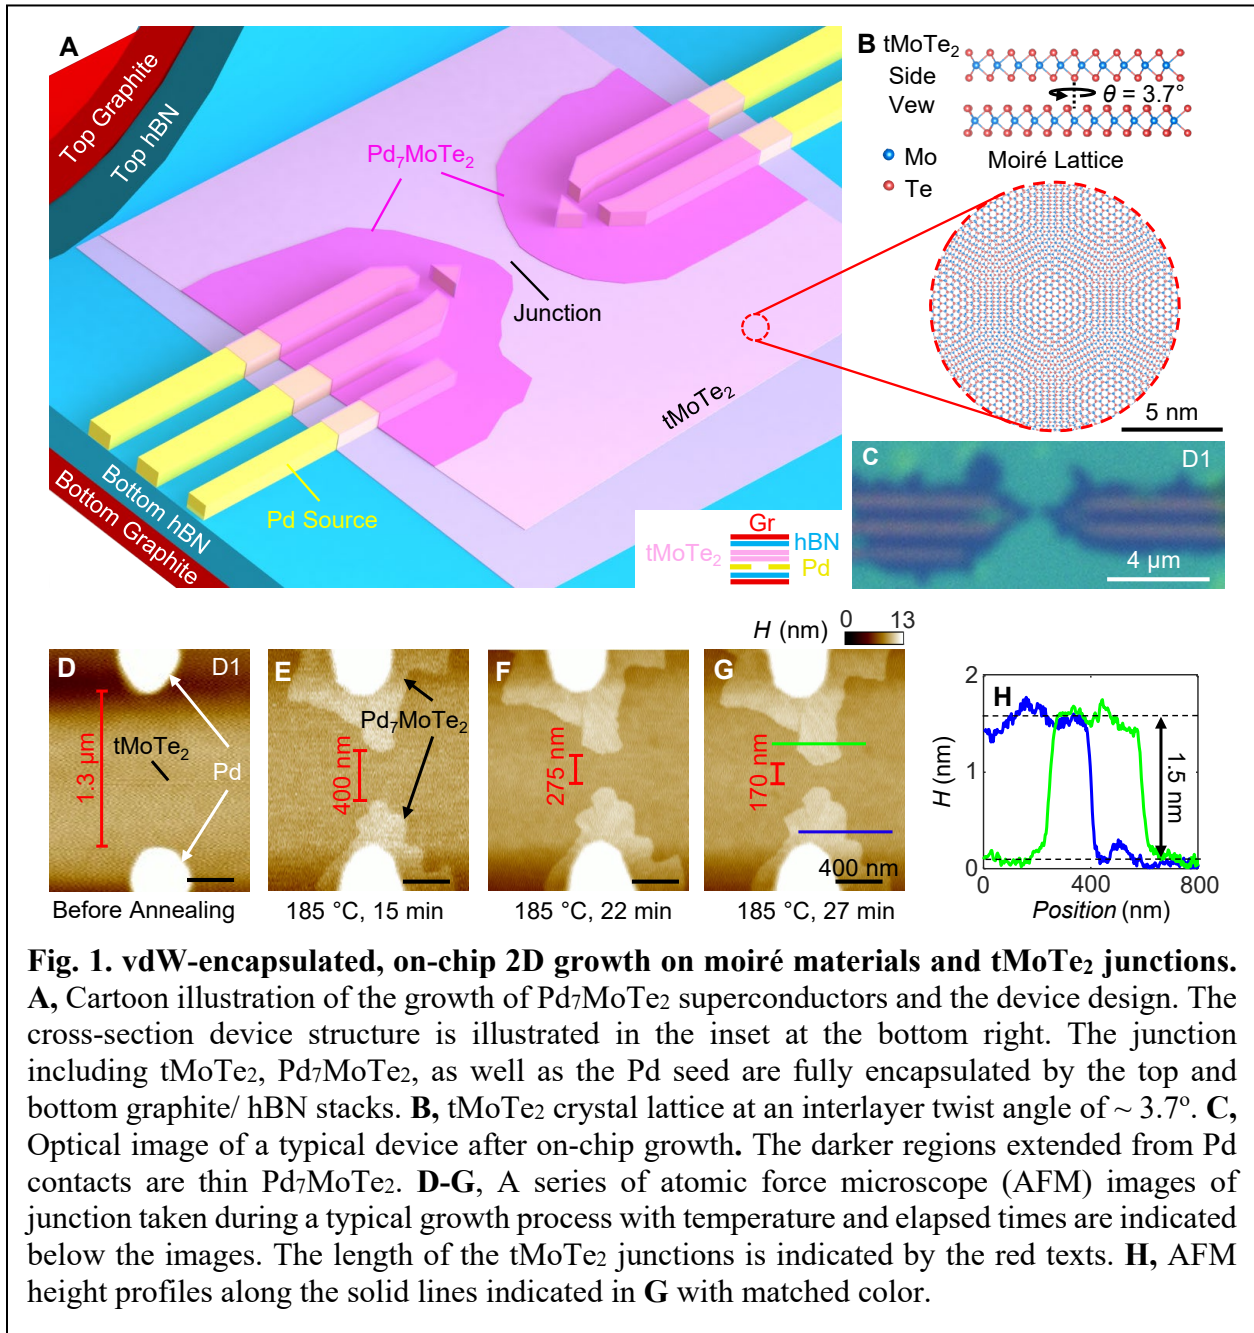 A
Top Graphite
Top hBN
Pd₇MoTe₂
Junction
tMoTe₂
Pd Source
Bottom hBN
Bottom Graphite
Gr
tMoTe₂
hBN
Pd
B tMoTe₂
Side
Vew
θ = 3.7°
Mo
Te
Moiré Lattice
5 nm
C
D1
4 μm
H (nm)
0
13
D
D1
1.3 μm
tMoTe₂
Pd
Before Annealing
E
Pd₇MoTe₂
400 nm
185 °C, 15 min
F
275 nm
185 °C, 22 min
G
170 nm
400 nm
185 °C, 27 min
H
2
1
0
H (nm)
1.5 nm
0
400
800
Position (nm)
Fig. 1. vdW-encapsulated, on-chip 2D growth on moiré materials and tMoTe₂ junctions.
A, Cartoon illustration of the growth of Pd₇MoTe₂ superconductors and the device design. The
cross-section device structure is illustrated in the inset at the bottom right. The junction
including tMoTe₂, Pd₇MoTe₂, as well as the Pd seed are fully encapsulated by the top and
bottom graphite/ hBN stacks. B, tMoTe₂ crystal lattice at an interlayer twist angle of ~ 3.7º. C,
Optical image of a typical device after on-chip growth. The darker regions extended from Pd
contacts are thin Pd₇MoTe₂. D-G, A series of atomic force microscope (AFM) images of
junction taken during a typical growth process with temperature and elapsed times are indicated
below the images. The length of the tMoTe₂ junctions is indicated by the red texts. H, AFM
height profiles along the solid lines indicated in G with matched color.